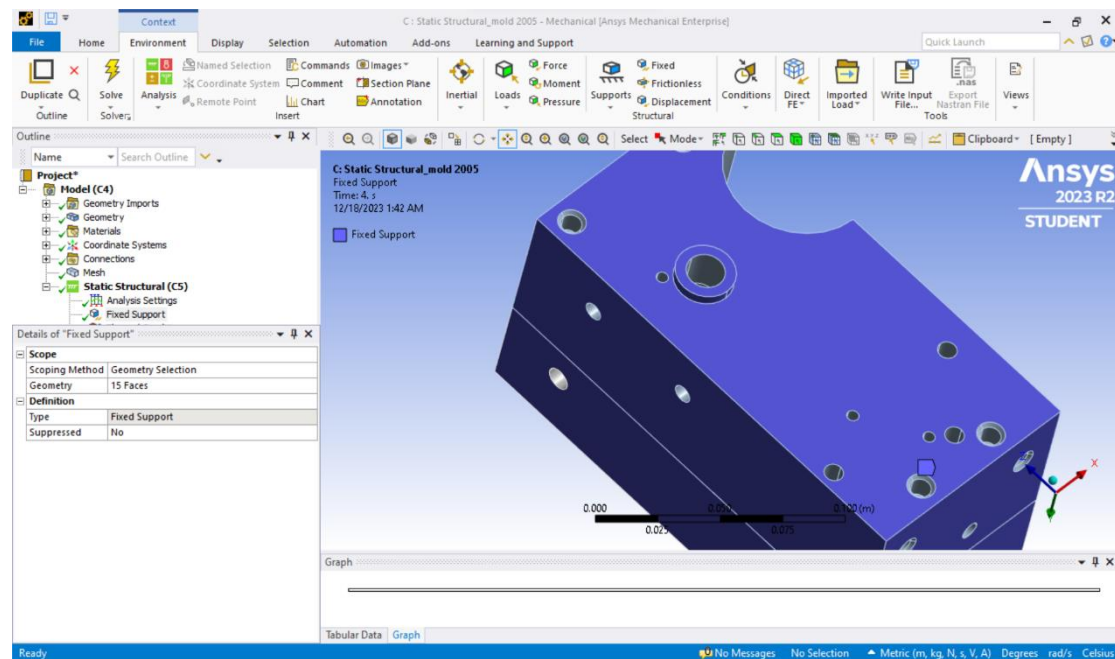 C : Static Structural_mold 2005 - Mechanical [Ansys Mechanical Enterprise]
Context
File Home Environment Display Selection Automation Add-ons Learning and Support Quick Launch
Duplicate Q
Outline
Solve
Solvers
Analysis
Named Selection
Coordinate System
Remote Point
Commands
Comment
Chart
Images
Section Plane
Annotation
Insert
Inertial
Loads
Force
Moment
Pressure
Supports
Fixed
Frictionless
Displacement
Structural
Conditions
Direct FE
Imported Load
Write Input File...
Export Nastran File
.nas
Tools
Views
Outline
Name Search Outline
Select Mode Clipboard [Empty]
Project*
Model (C4)
Geometry Imports
Geometry
Materials
Coordinate Systems
Connections
Mesh
Static Structural (C5)
Analysis Settings
Fixed Support
Details of "Fixed Support"
Scope
Scoping Method Geometry Selection
Geometry 15 Faces
Definition
Type Fixed Support
Suppressed No
C: Static Structural_mold 2005
Fixed Support
Time: 4. s
12/18/2023 1:42 AM
Fixed Support
Ansys
2023 R2
STUDENT
X
0.000 0.050 0.100 (m)
0.025 0.075
Graph
Tabular Data Graph
Ready
No Messages No Selection Metric (m, kg, N, s, V, A) Degrees rad/s Celsius